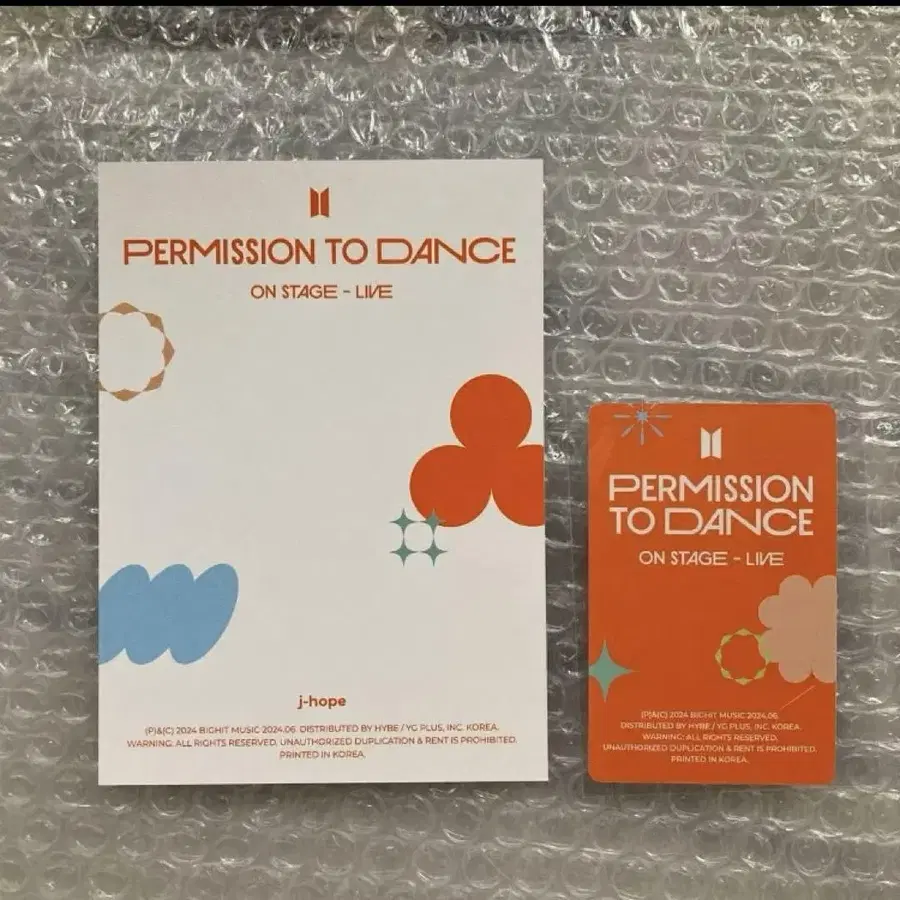 PERMISSION TO DANCE
ON STAGE - LIVE
j-hope
(P)&(C) 2024 BIGHIT MUSIC 2024.06. DISTRIBUTED BY HYBE / YG PLUS, INC. KOREA.
WARNING: ALL RIGHTS RESERVED. UNAUTHORIZED DUPLICATION & RENT IS PROHIBITED.
PRINTED IN KOREA.
PERMISSION
TO DANCE
ON STAGE - LIVE
(P)&(C) 2024 BIGHIT MUSIC 2024.06.
DISTRIBUTED BY HYBE / YG PLUS, INC. KOREA.
WARNING: ALL RIGHTS RESERVED.
UNAUTHORIZED DUPLICATION & RENT IS PROHIBITED.
PRINTED IN KOREA.